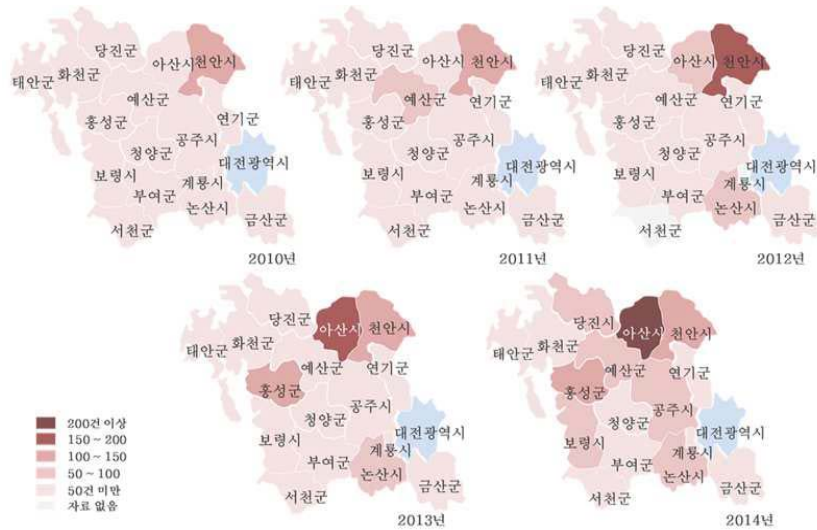 당진군
아산시 천안시
태안군 화천군
예산군
연기군
홍성군
공주시
청양군
대전광역시
보령시
계룡시
부여군
논산시
금산군
서천군
2010년
당진군
아산시 천안시
태안군 화천군
예산군
연기군
홍성군
공주시
청양군
대전광역시
보령시
계룡시
부여군
논산시
금산군
서천군
2011년
당진군
아산시 천안시
태안군 화천군
예산군
연기군
홍성군
공주시
청양군
대전광역시
보령시
계룡시
부여군
논산시
금산군
서천군
2012년
당진군
아산시 천안시
태안군 화천군
예산군 연기군
홍성군
공주시
청양군
대전광역시
보령시
계룡시
부여군
논산시
금산군
서천군
2013년
당진시
아산시 천안시
태안군 화천군
예산군 연기군
홍성군
공주시
청양군
대전광역시
보령시
계룡시
부여군
논산시
금산군
서천군
2014년
200건 이상
150 ~ 200
100 ~ 150
50 ~ 100
50건 미만
자료 없음